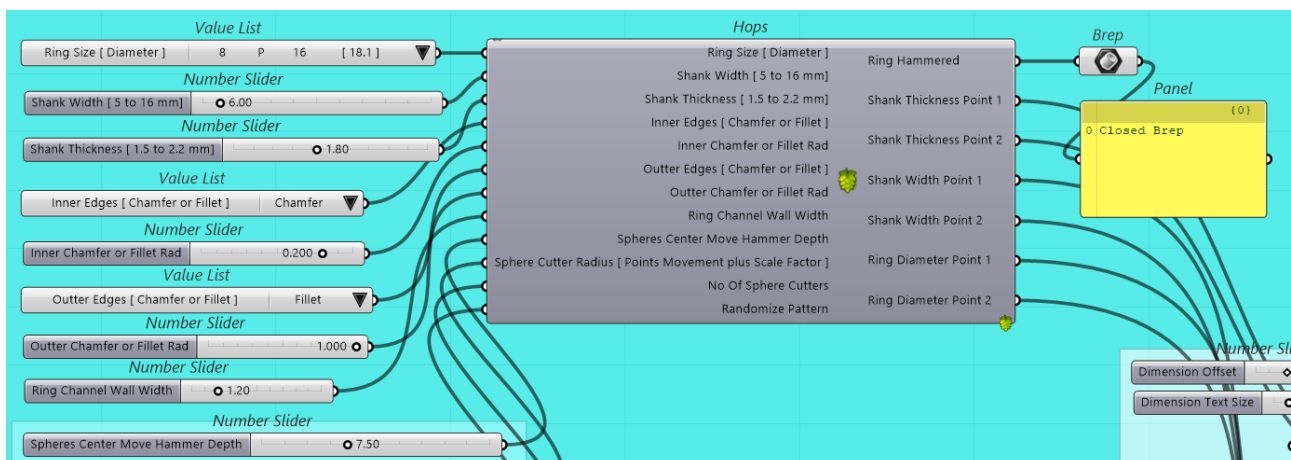 Value List
Ring Size [ Diameter ] 8 P 16 [ 18.1 ]
Number Slider
Shank Width [ 5 to 16 mm] 6.00
Number Slider
Shank Thickness [ 1.5 to 2.2 mm] 1.80
Value List
Inner Edges [ Chamfer or Fillet ] Chamfer
Number Slider
Inner Chamfer or Fillet Rad 0.200
Value List
Outter Edges [ Chamfer or Fillet ] Fillet
Number Slider
Outter Chamfer or Fillet Rad 1.000
Number Slider
Ring Channel Wall Width 1.20
Number Slider
Spheres Center Move Hammer Depth 7.50
Hops
Ring Size [ Diameter ]
Shank Width [ 5 to 16 mm]
Shank Thickness [ 1.5 to 2.2 mm]
Inner Edges [ Chamfer or Fillet ]
Inner Chamfer or Fillet Rad
Outter Edges [ Chamfer or Fillet ]
Outter Chamfer or Fillet Rad
Ring Channel Wall Width
Spheres Center Move Hammer Depth
Sphere Cutter Radius [ Points Movement plus Scale Factor ]
No Of Sphere Cutters
Randomize Pattern
Ring Hammered
Shank Thickness Point 1
Shank Thickness Point 2
Shank Width Point 1
Shank Width Point 2
Ring Diameter Point 1
Ring Diameter Point 2
Brep
Panel
{0}
0 Closed Brep
Number Sli
Dimension Offset
Dimension Text Size